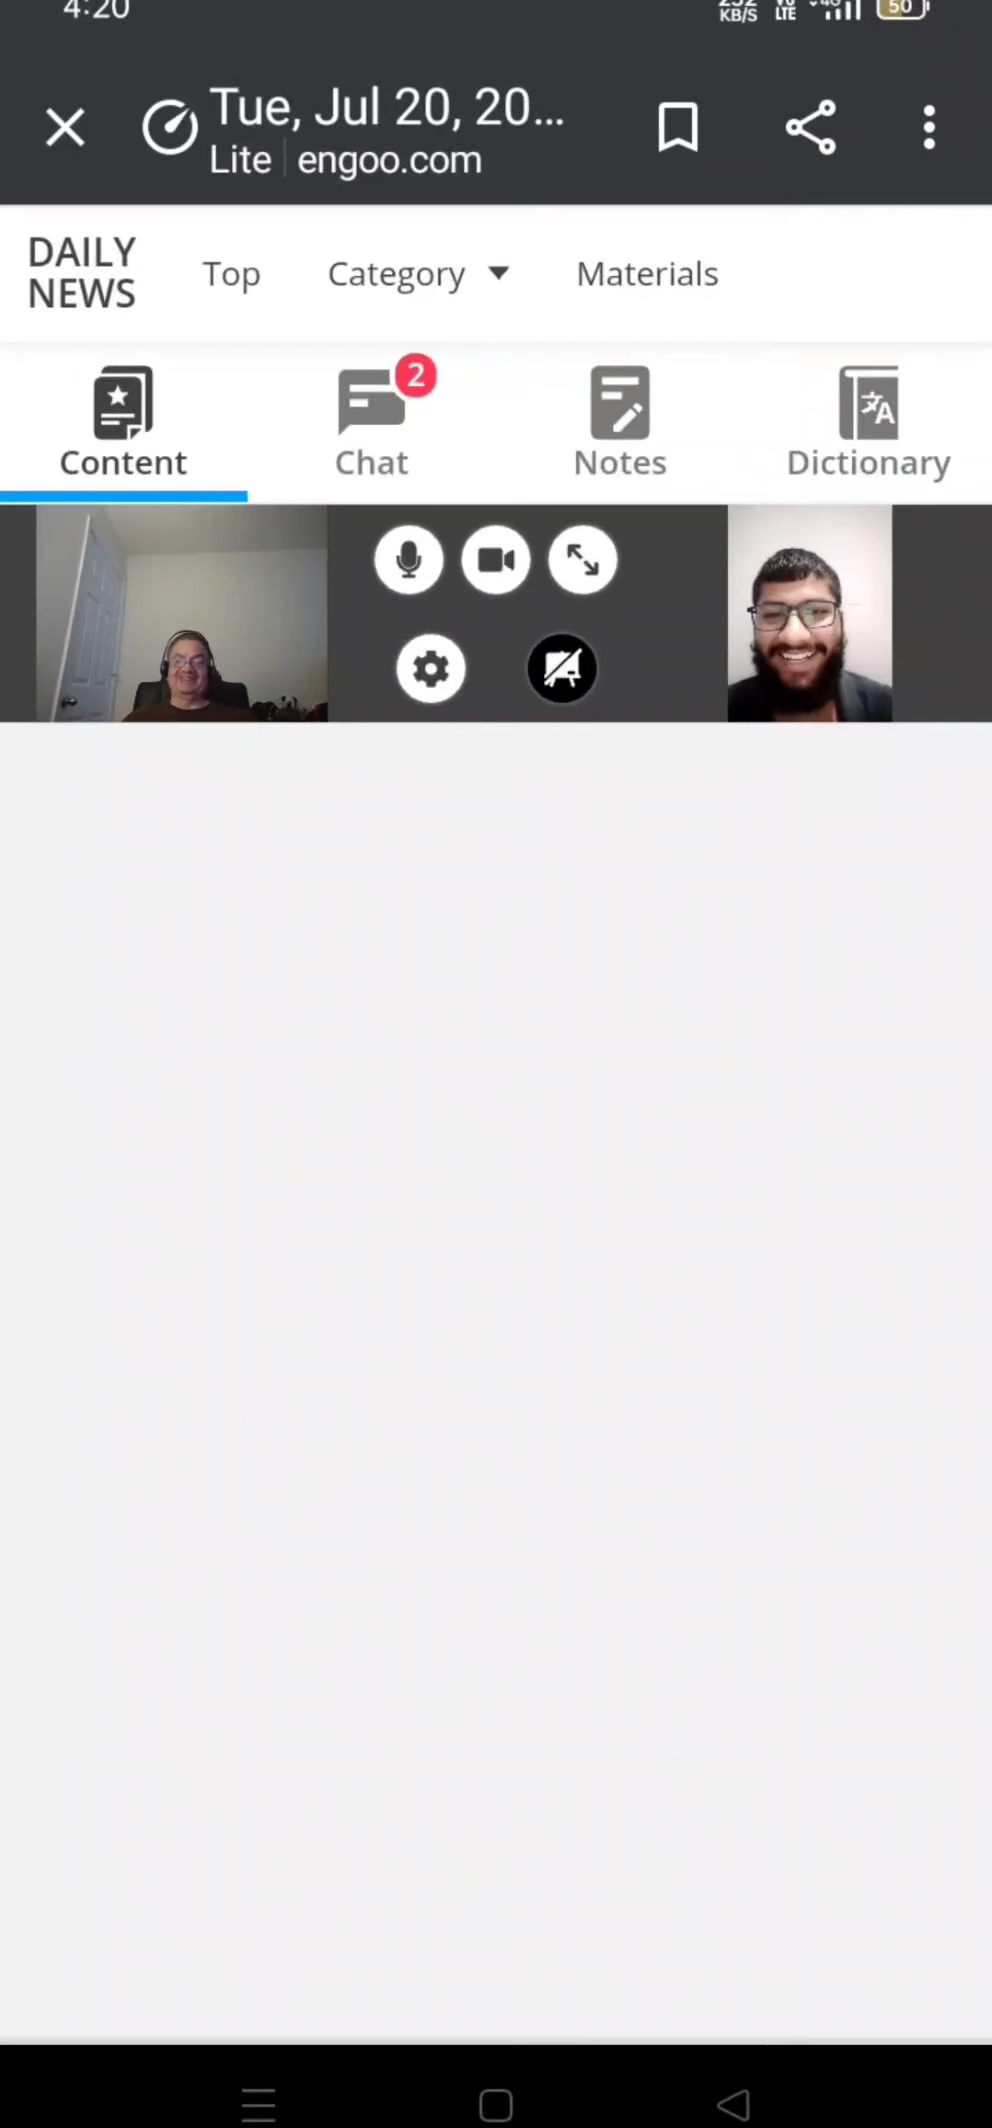 4:20
KB/S LTE 4G 50
Tue, Jul 20, 20...
Lite engoo.com
DAILY
NEWS
Top
Category
Materials
2
Content
Chat
Notes
Dictionary